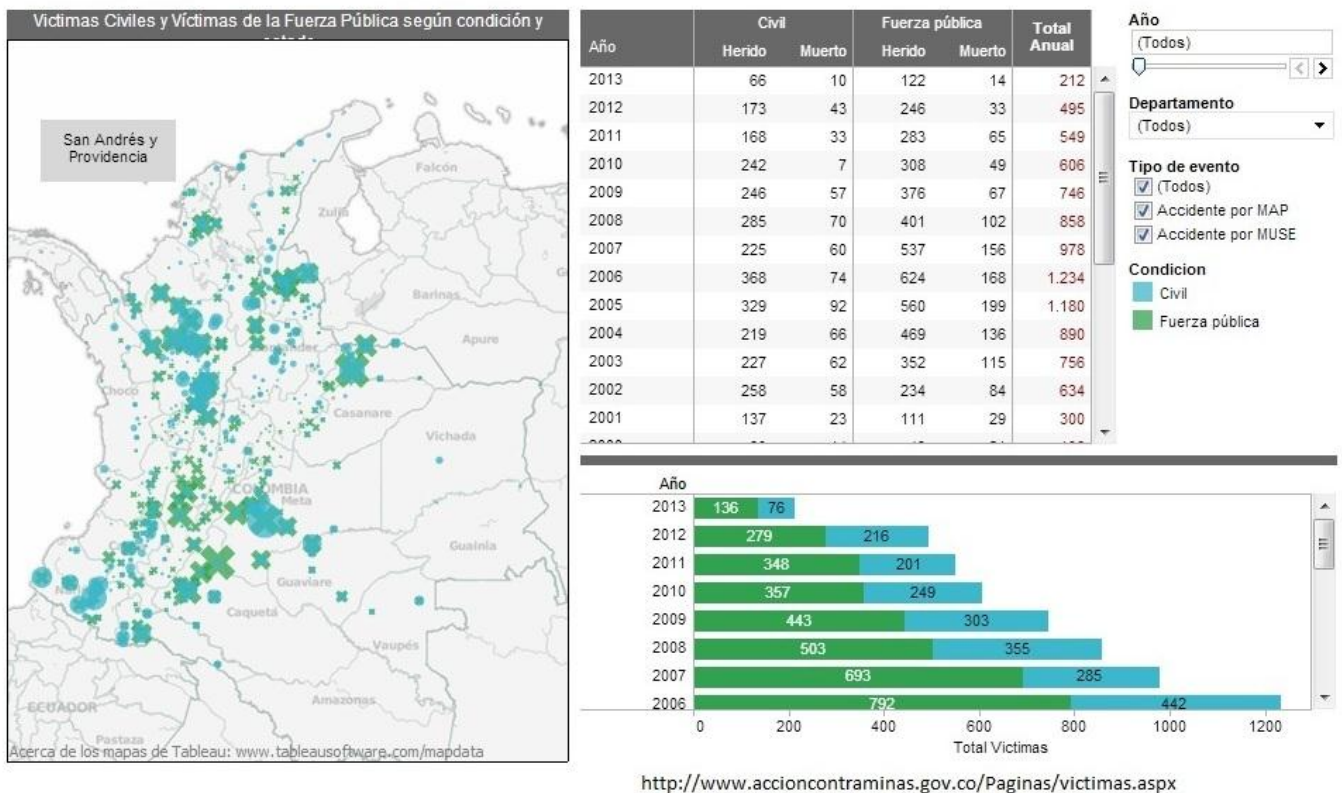 Victimas Civiles y Víctimas de la Fuerza Pública según condición y
San Andrés y
Providencia
Falcón
Zulia
Barinas
Apure
Chocó
Casanare
Vichada
COLOMBIA
Meta
Guainía
Guaviare
Caquetá
Vaupés
Amazonas
ECUADOR
Pastaza
Acerca de los mapas de Tableau: www.tableausoftware.com/mapdata
Año Civil Fuerza pública Total Anual
Herido Muerto Herido Muerto
2013 66 10 122 14 212
2012 173 43 246 33 495
2011 168 33 283 65 549
2010 242 7 308 49 606
2009 246 57 376 67 746
2008 285 70 401 102 858
2007 225 60 537 156 978
2006 368 74 624 168 1.234
2005 329 92 560 199 1.180
2004 219 66 469 136 890
2003 227 62 352 115 756
2002 258 58 234 84 634
2001 137 23 111 29 300
Año
(Todos)
Departamento
(Todos)
Tipo de evento
(Todos)
Accidente por MAP
Accidente por MUSE
Condicion
Civil
Fuerza pública
Año
2013 136 76
2012 279 216
2011 348 201
2010 357 249
2009 443 303
2008 503 355
2007 693 285
2006 792 442
0 200 400 600 800 1000 1200
Total Victimas
http://www.accioncontraminas.gov.co/Paginas/victimas.aspx